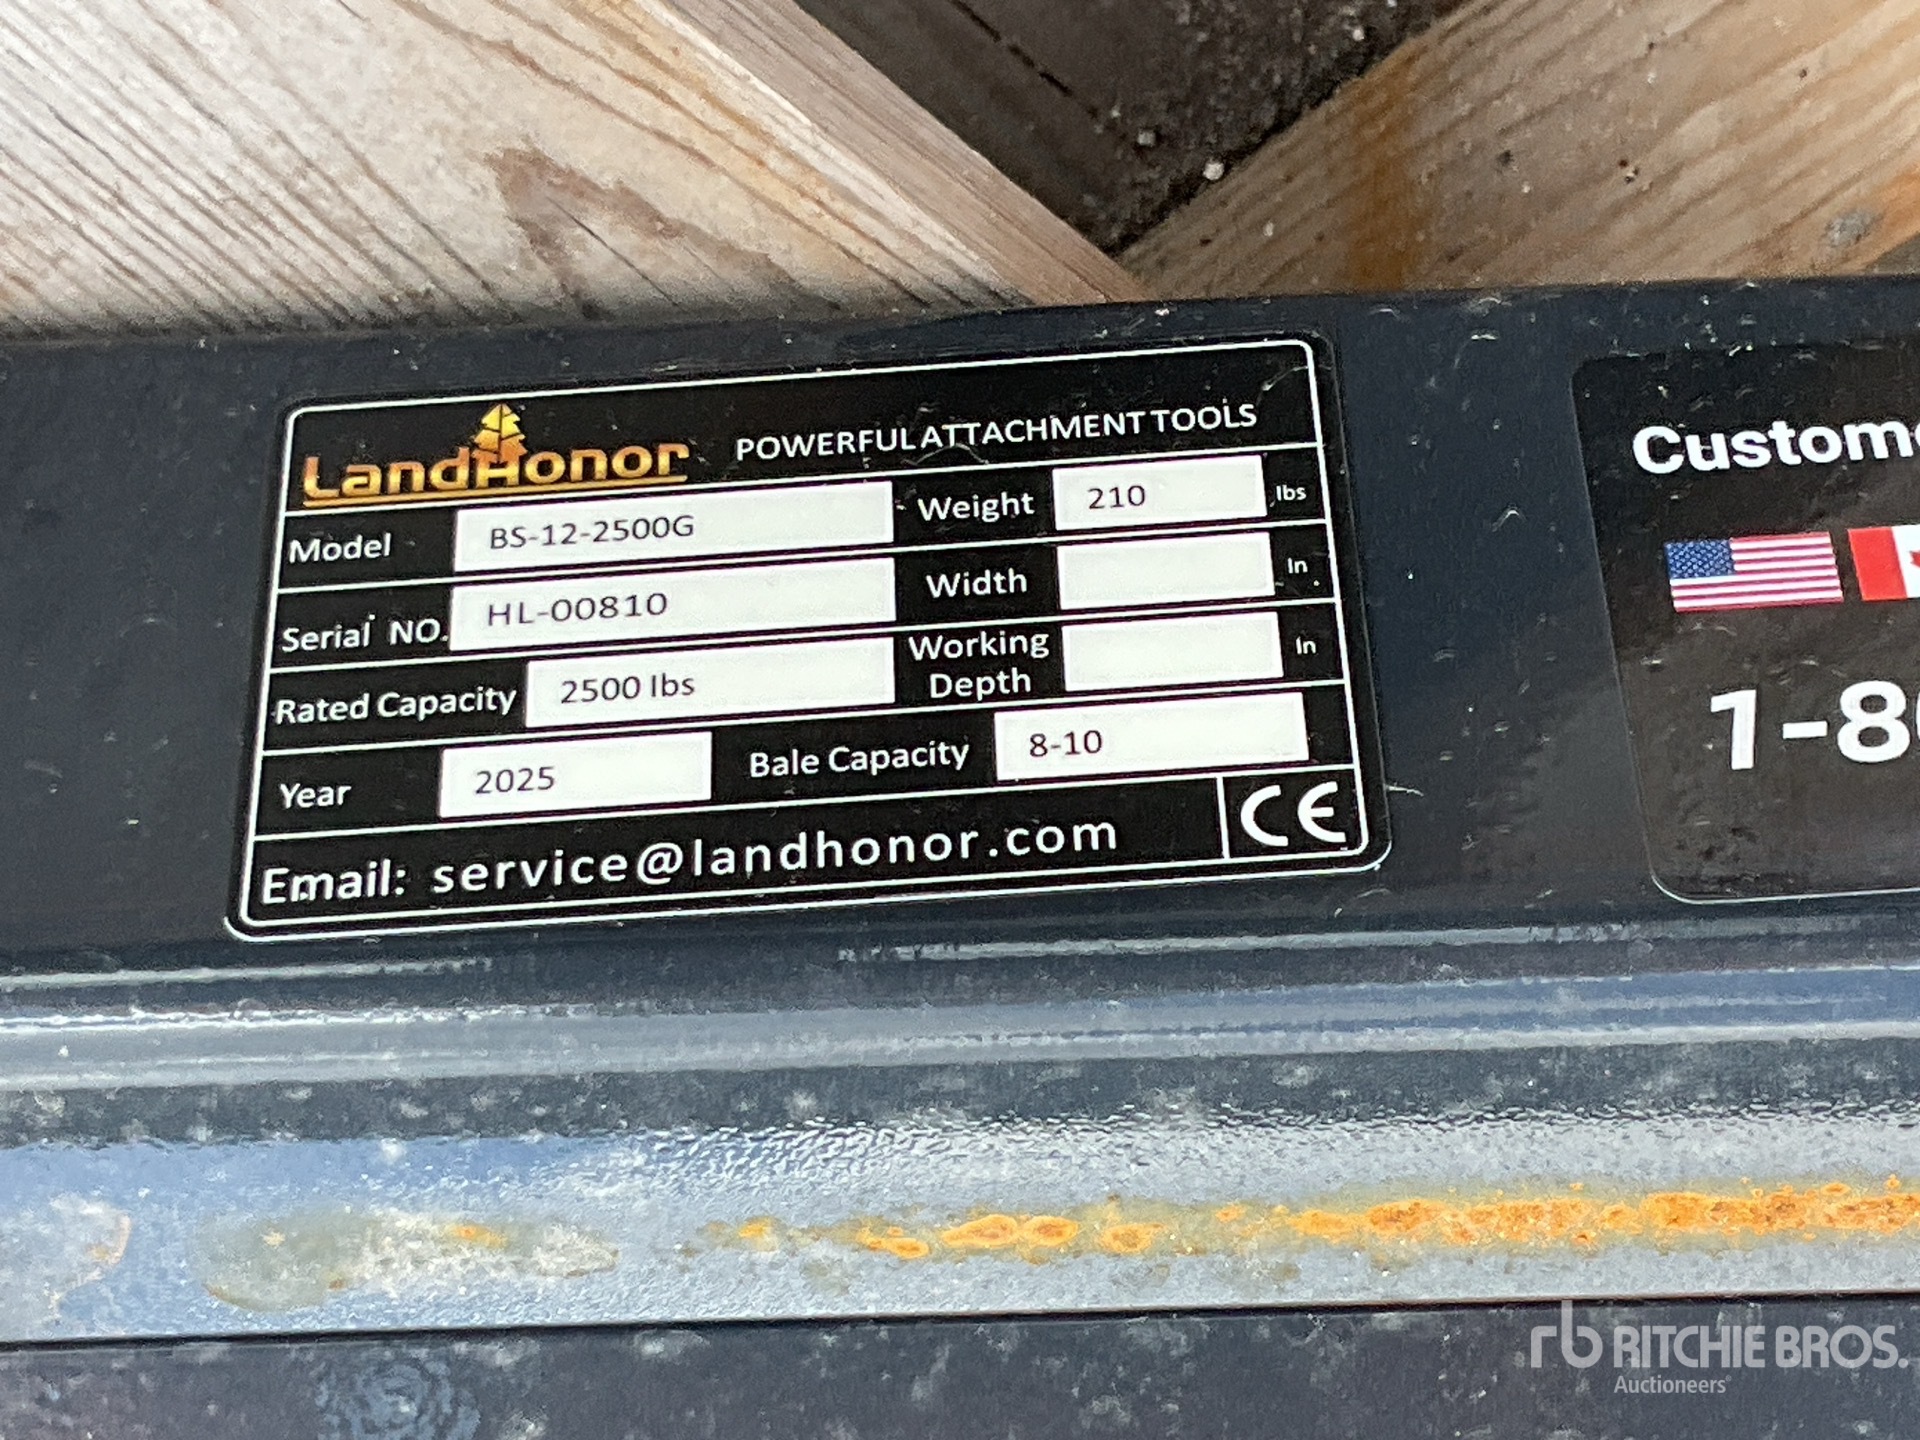 LandHonor POWERFUL ATTACHMENT TOOLS
Model BS-12-2500G Weight 210 lbs
Serial NO. HL-00810 Width In
Rated Capacity 2500 lbs Working Depth In
Year 2025 Bale Capacity 8-10
Email: service@landhonor.com CE
1-8
rb RITCHIE BROS.
Auctioneers